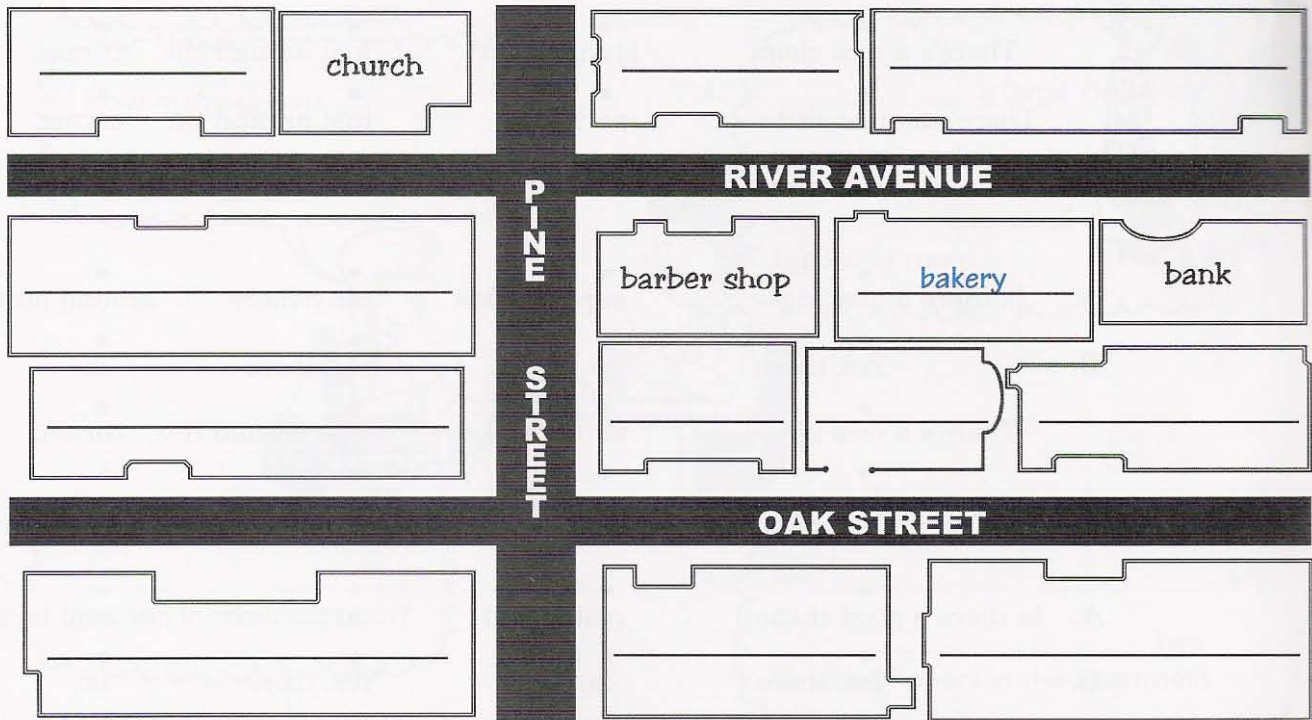 church
RIVER AVENUE
PINE STREET
barber shop
bakery
bank
OAK STREET